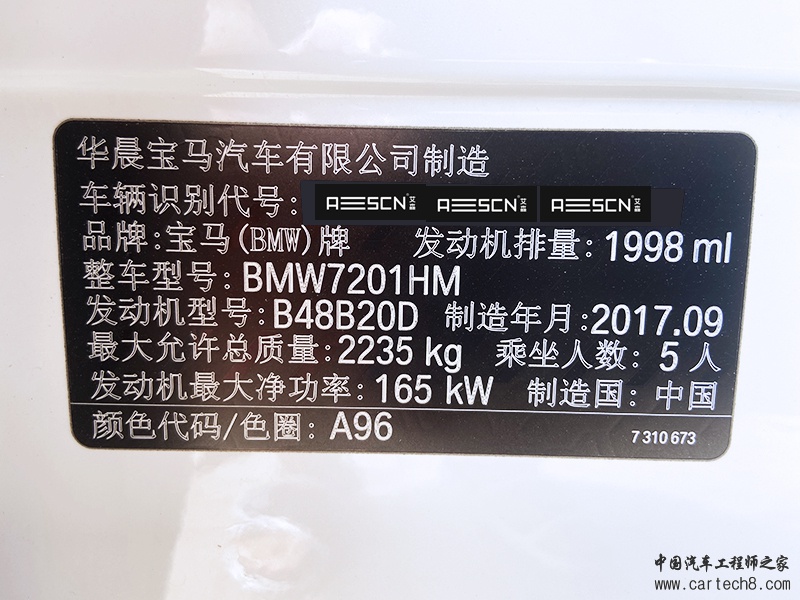 华晨宝马汽车有限公司制造
车辆识别代号: AESCN艾森 AESCN艾森 AESCN艾森
品牌:宝马(BMW)牌 发动机排量:1998 ml
整车型号:BMW7201HM
发动机型号:B48B20D 制造年月:2017.09
最大允许总质量:2235 kg 乘坐人数: 5 人
发动机最大净功率:165 kW 制造国: 中国
颜色代码/色圈: A96 7 310 673
中国汽车工程师之家
www.cartech8.com